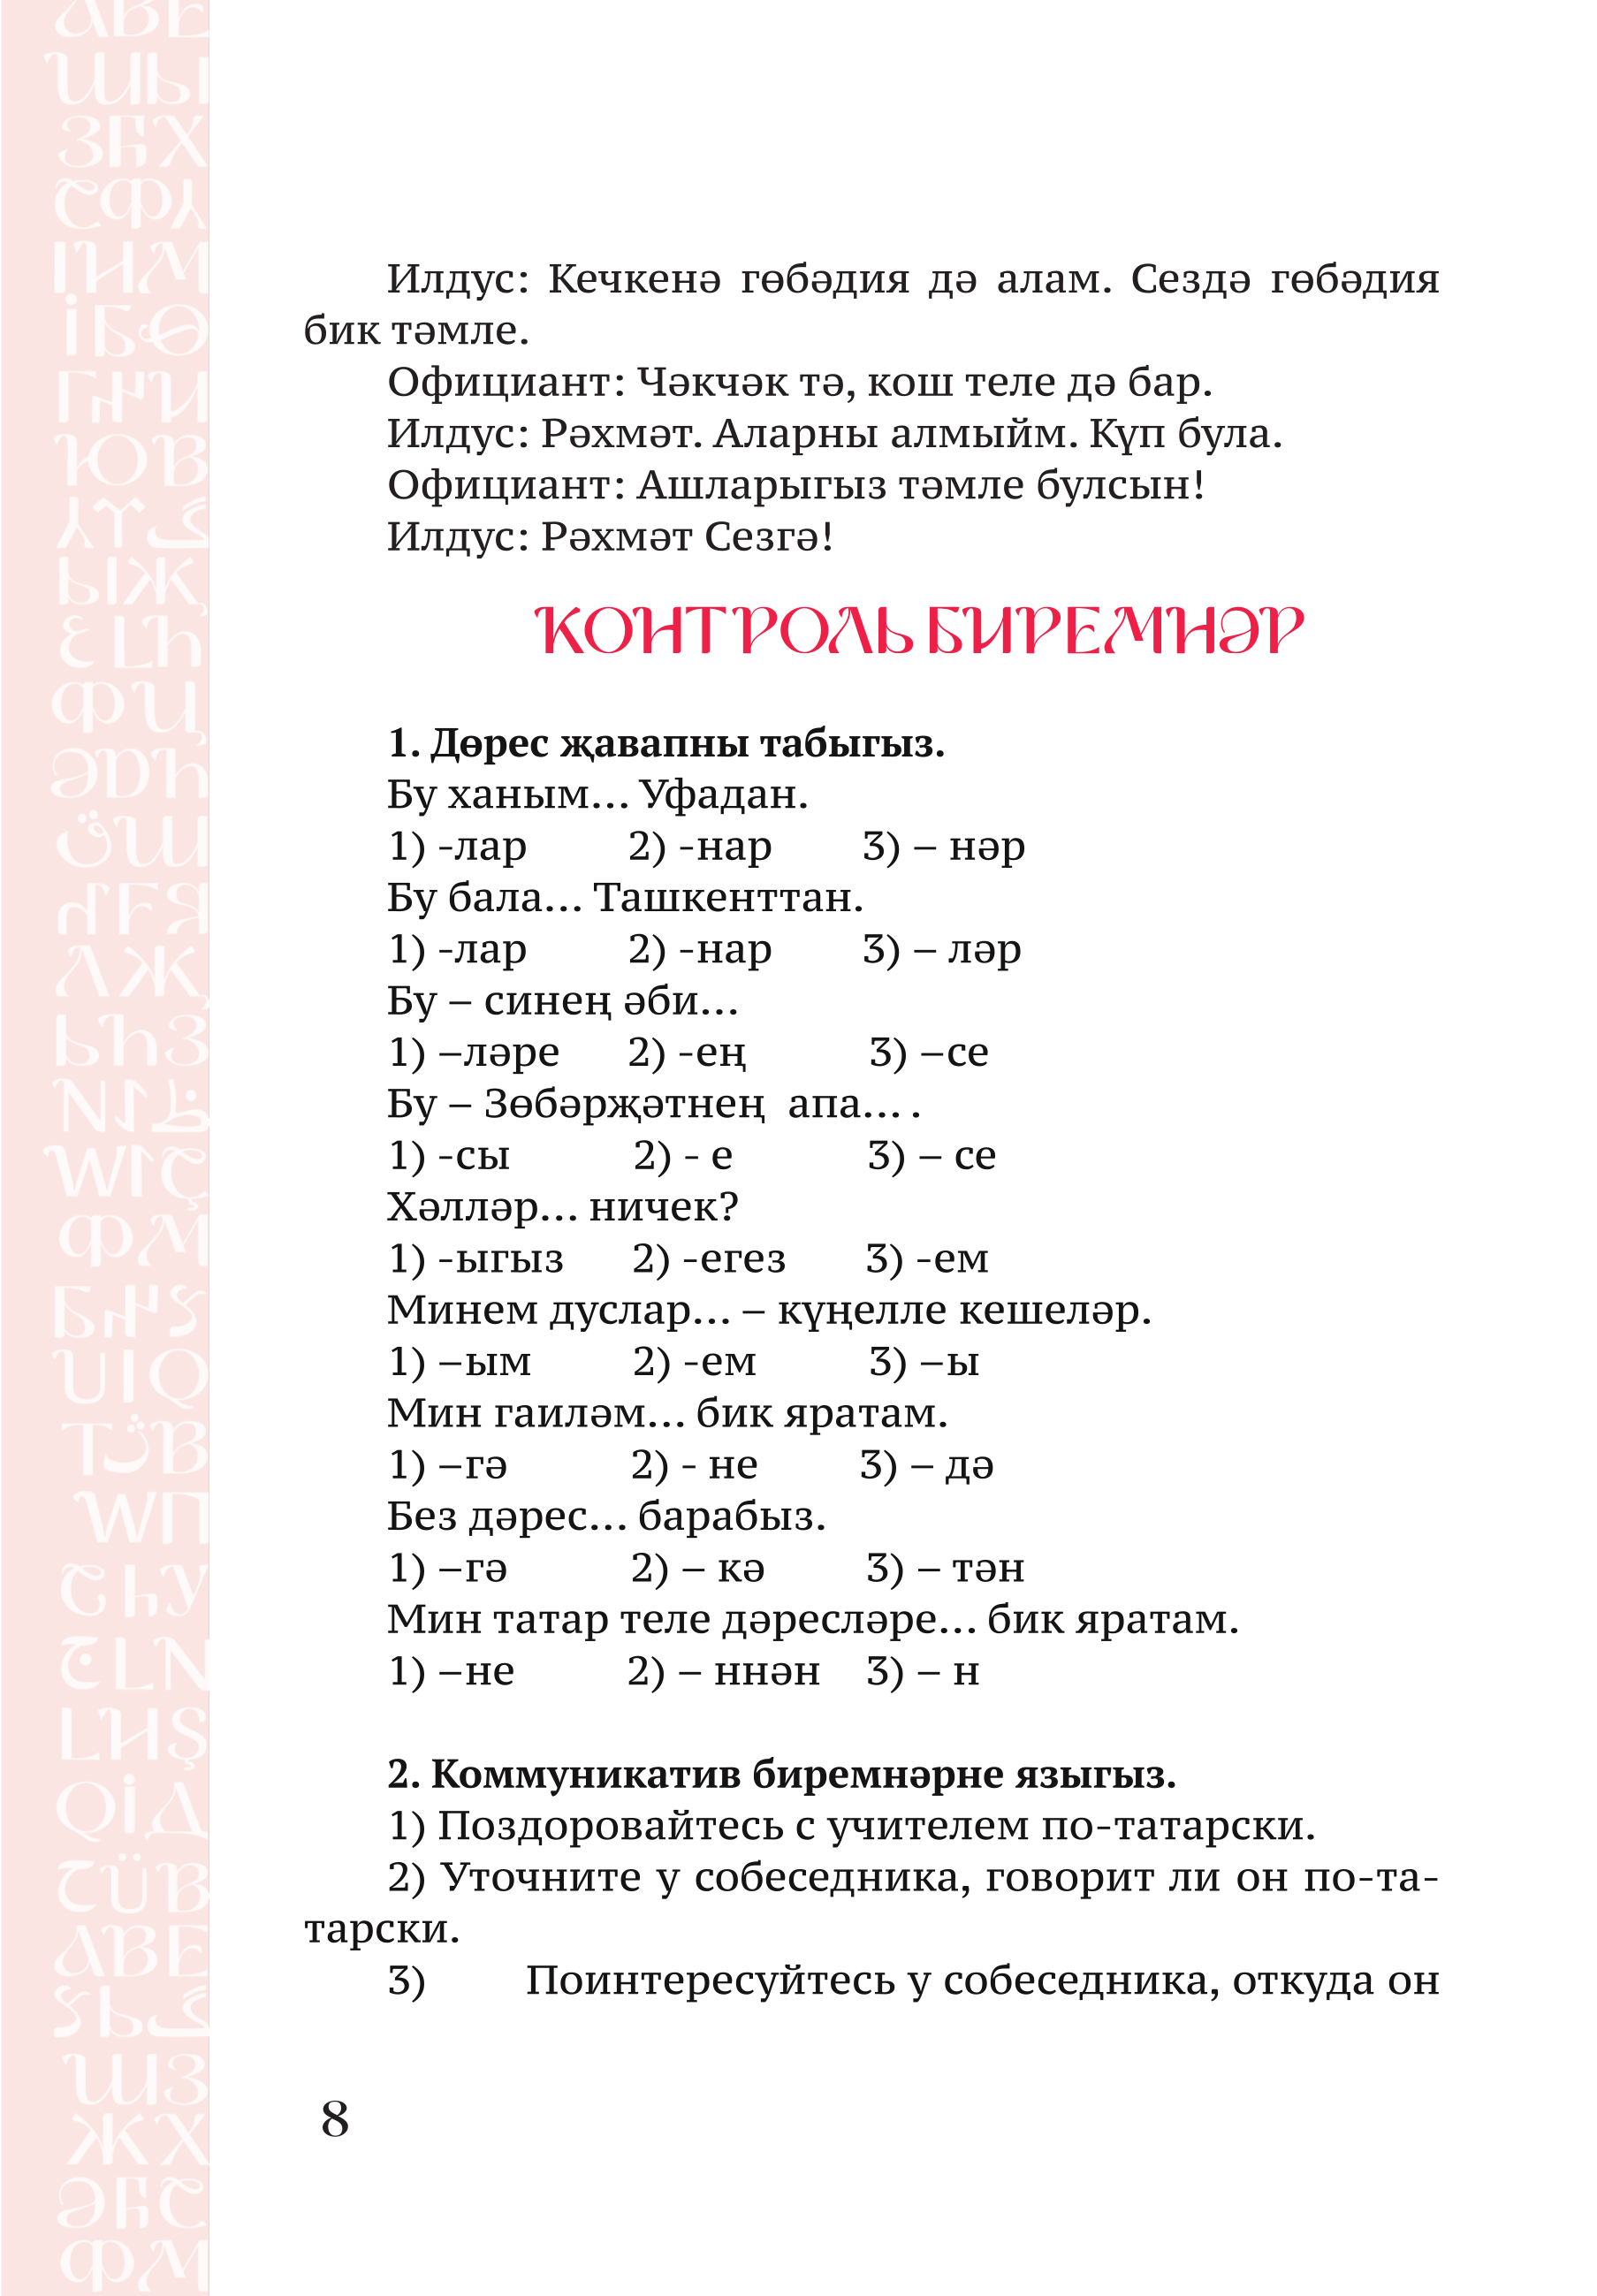 Илдус: Кечкенә гөбәдия дә алам. Сездә гөбәдия
бик тәмле.
Официант: Чәкчәк тә, кош теле дә бар.
Илдус: Рәхмәт. Аларны алмыйм. Күп була.
Официант: Ашларыгыз тәмле булсын!
Илдус: Рәхмәт Сезгә!
КОНТРОЛЬ БИРЕМНӘР
1. Дөрес җавапны табыгыз.
Бу ханым... Уфадан.
1) -лар 2) -нар 3) – нәр
Бу бала... Ташкенттан.
1) -лар 2) -нар 3) – ләр
Бу – синең әби...
1) –ләре 2) -ең 3) –се
Бу – Зөбәрҗәтнең апа... .
1) -сы 2) - е 3) – се
Хәлләр... ничек?
1) -ыгыз 2) -егез 3) -ем
Минем дуслар... – күңелле кешеләр.
1) –ым 2) -ем 3) –ы
Мин гаиләм... бик яратам.
1) –гә 2) - не 3) – дә
Без дәрес... барабыз.
1) –гә 2) – кә 3) – тән
Мин татар теле дәресләре... бик яратам.
1) –не 2) – ннән 3) – н
2. Коммуникатив биремнәрне языгыз.
1) Поздоровайтесь с учителем по-татарски.
2) Уточните у собеседника, говорит ли он по-та-
тарски.
3) Поинтересуйтесь у собеседника, откуда он
8